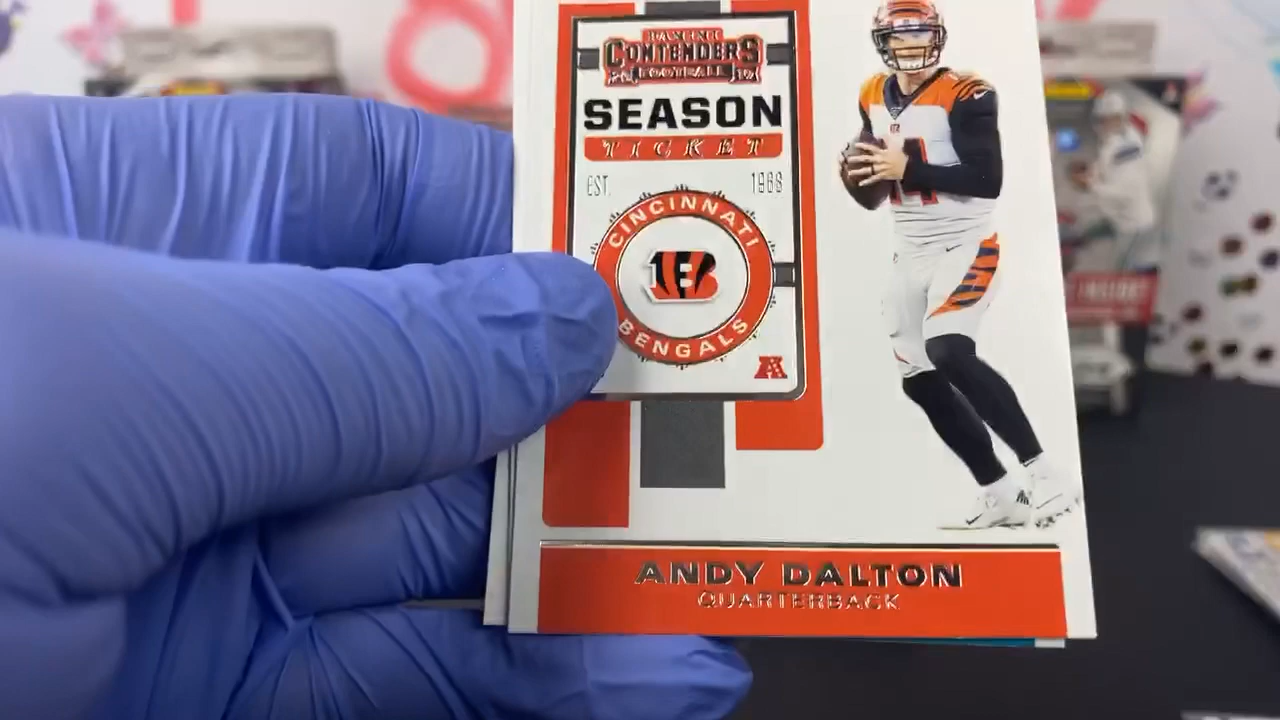 PANINI
CONTENDERS
FOOTBALL
SEASON
TICKET
EST. 1968
CINCINNATI
B
BENGALS
ANDY DALTON
QUARTERBACK